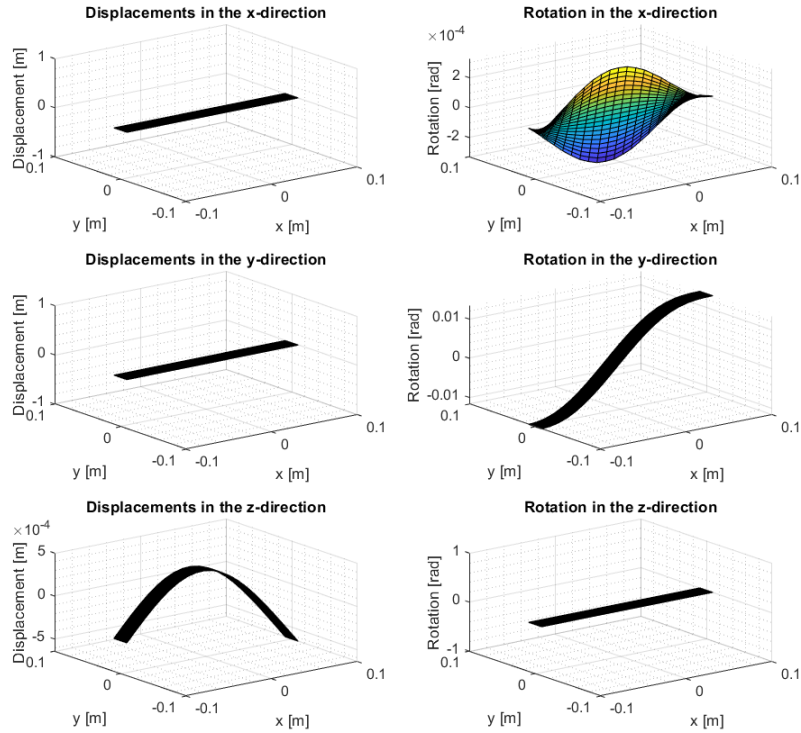 Displacements in the x-direction
Displacement [m]
1
0
-1
0.1
0
-0.1
y [m]
-0.1
0
0.1
x [m]
Rotation in the x-direction
×10-4
Rotation [rad]
2
0
-2
0.1
0
-0.1
y [m]
-0.1
0
0.1
x [m]
Displacements in the y-direction
Displacement [m]
1
0
-1
0.1
0
-0.1
y [m]
-0.1
0
0.1
x [m]
Rotation in the y-direction
Rotation [rad]
0.01
0
-0.01
0.1
0
-0.1
y [m]
-0.1
0
0.1
x [m]
Displacements in the z-direction
×10-4
Displacement [m]
5
0
-5
0.1
0
-0.1
y [m]
-0.1
0
0.1
x [m]
Rotation in the z-direction
Rotation [rad]
1
0
-1
0.1
0
-0.1
y [m]
-0.1
0
0.1
x [m]